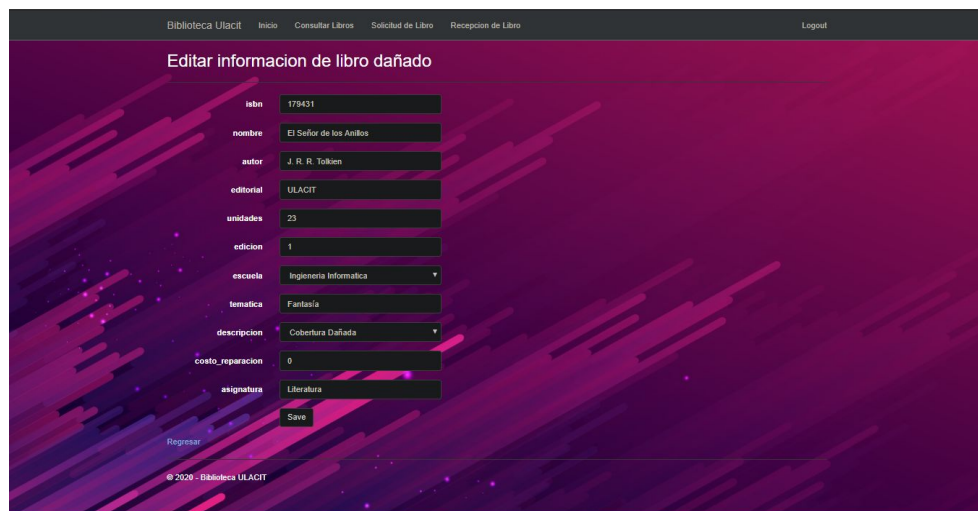 Biblioteca Ulacit Inicio Consultar Libros Solicitud de Libro Recepcion de Libro Logout
Editar informacion de libro dañado
isbn 179431
nombre El Señor de los Anillos
autor J. R. R. Tolkien
editorial ULACIT
unidades 23
edicion 1
escuela Ingieneria Informatica
tematica Fantasía
descripcion Cobertura Dañada
costo_reparacion 0
asignatura Literatura
Save
Regresar
© 2020 - Biblioteca ULACIT